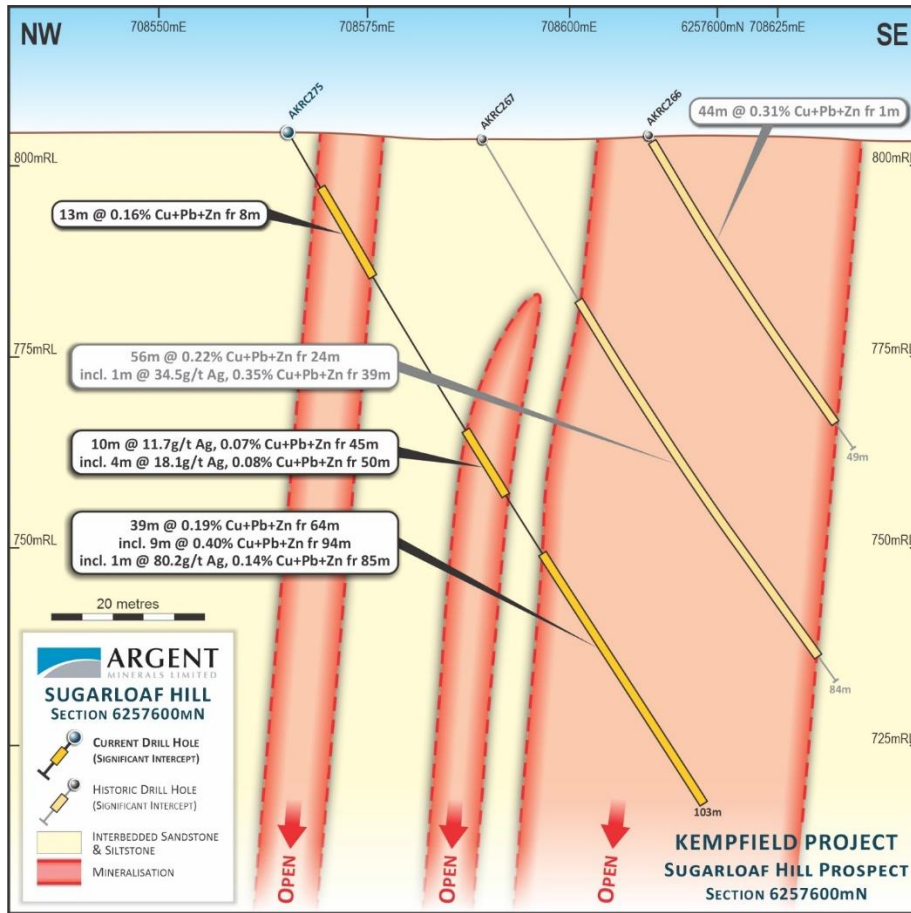 NW
708550mE
708575mE
708600mE
6257600mN
708625mE
SE
AKRC275
AKRC267
AKRC266
44m @ 0.31% Cu+Pb+Zn fr 1m
800mRL
800mRL
13m @ 0.16% Cu+Pb+Zn fr 8m
775mRL
775mRL
56m @ 0.22% Cu+Pb+Zn fr 24m
incl. 1m @ 34.5g/t Ag, 0.35% Cu+Pb+Zn fr 39m
10m @ 11.7g/t Ag, 0.07% Cu+Pb+Zn fr 45m
incl. 4m @ 18.1g/t Ag, 0.08% Cu+Pb+Zn fr 50m
49m
39m @ 0.19% Cu+Pb+Zn fr 64m
incl. 9m @ 0.40% Cu+Pb+Zn fr 94m
incl. 1m @ 80.2g/t Ag, 0.14% Cu+Pb+Zn fr 85m
750mRL
750mRL
20 metres
84m
725mRL
103m
ARGENT
MINERALS LIMITED
SUGARLOAF HILL
SECTION 6257600MN
CURRENT DRILL HOLE
(SIGNIFICANT INTERCEPT)
HISTORIC DRILL HOLE
(SIGNIFICANT INTERCEPT)
INTERBEDDED SANDSTONE
& SILTSTONE
MINERALISATION
OPEN
OPEN
OPEN
KEMPFIELD PROJECT
SUGARLOAF HILL PROSPECT
SECTION 6257600MN